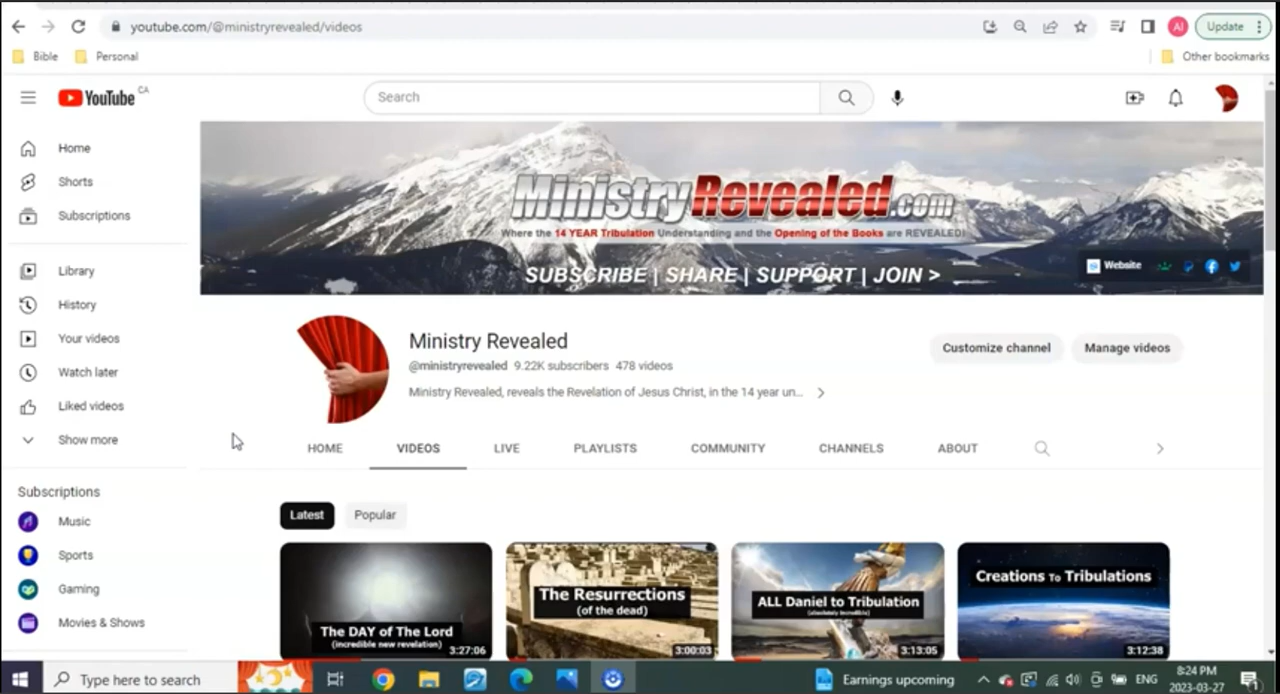 youtube.com/@ministryrevealed/videos
AI
Update
Bible
Personal
Other bookmarks
YouTube CA
Search
Home
Shorts
Subscriptions
Library
History
Your videos
Watch later
Liked videos
Show more
Subscriptions
Music
Sports
Gaming
Movies & Shows
MinistryRevealed.com
Where the 14 YEAR Tribulation Understanding and the Opening of the Books are REVEALED!
SUBSCRIBE | SHARE | SUPPORT | JOIN >
Website
Ministry Revealed
@ministryrevealed 9.22K subscribers 478 videos
Ministry Revealed, reveals the Revelation of Jesus Christ, in the 14 year un...
Customize channel
Manage videos
HOME
VIDEOS
LIVE
PLAYLISTS
COMMUNITY
CHANNELS
ABOUT
Latest
Popular
The DAY of The Lord
(incredible new revelation)
3:27:06
The Resurrections
(of the dead)
3:00:03
ALL Daniel to Tribulation
(absolutely incredible)
3:13:05
Creations To Tribulations
3:12:38
Type here to search
Earnings upcoming
ENG
8:24 PM
2023-03-27
1